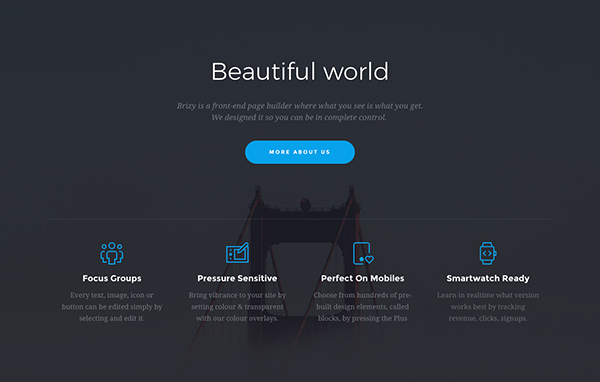 Beautiful world
Brizy is a front-end page builder where what you see is what you get.
We designed it so you can be in complete control.
MORE ABOUT US
Focus Groups
Every text, image, icon or
button can be edited simply by
selecting and edit it.
Pressure Sensitive
Bring vibrance to your site by
setting colour & transparent
with our colour overlays.
Perfect On Mobiles
Choose from hundreds of pre-
built design elements, called
blocks, by pressing the Plus
Smartwatch Ready
Learn in realtime what version
works best by tracking
revenue, clicks, signups.